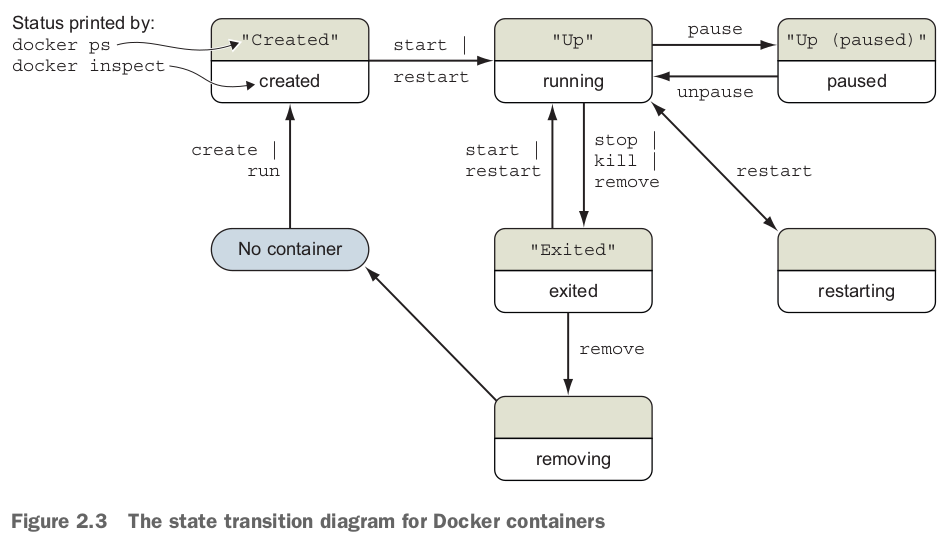 Status printed by:
docker ps
docker inspect
"Created"
created
start |
restart
"Up"
running
pause
unpause
"Up (paused)"
paused
create |
run
start |
restart
stop |
kill |
remove
restart
No container
"Exited"
exited
restarting
remove
removing
Figure 2.3 The state transition diagram for Docker containers